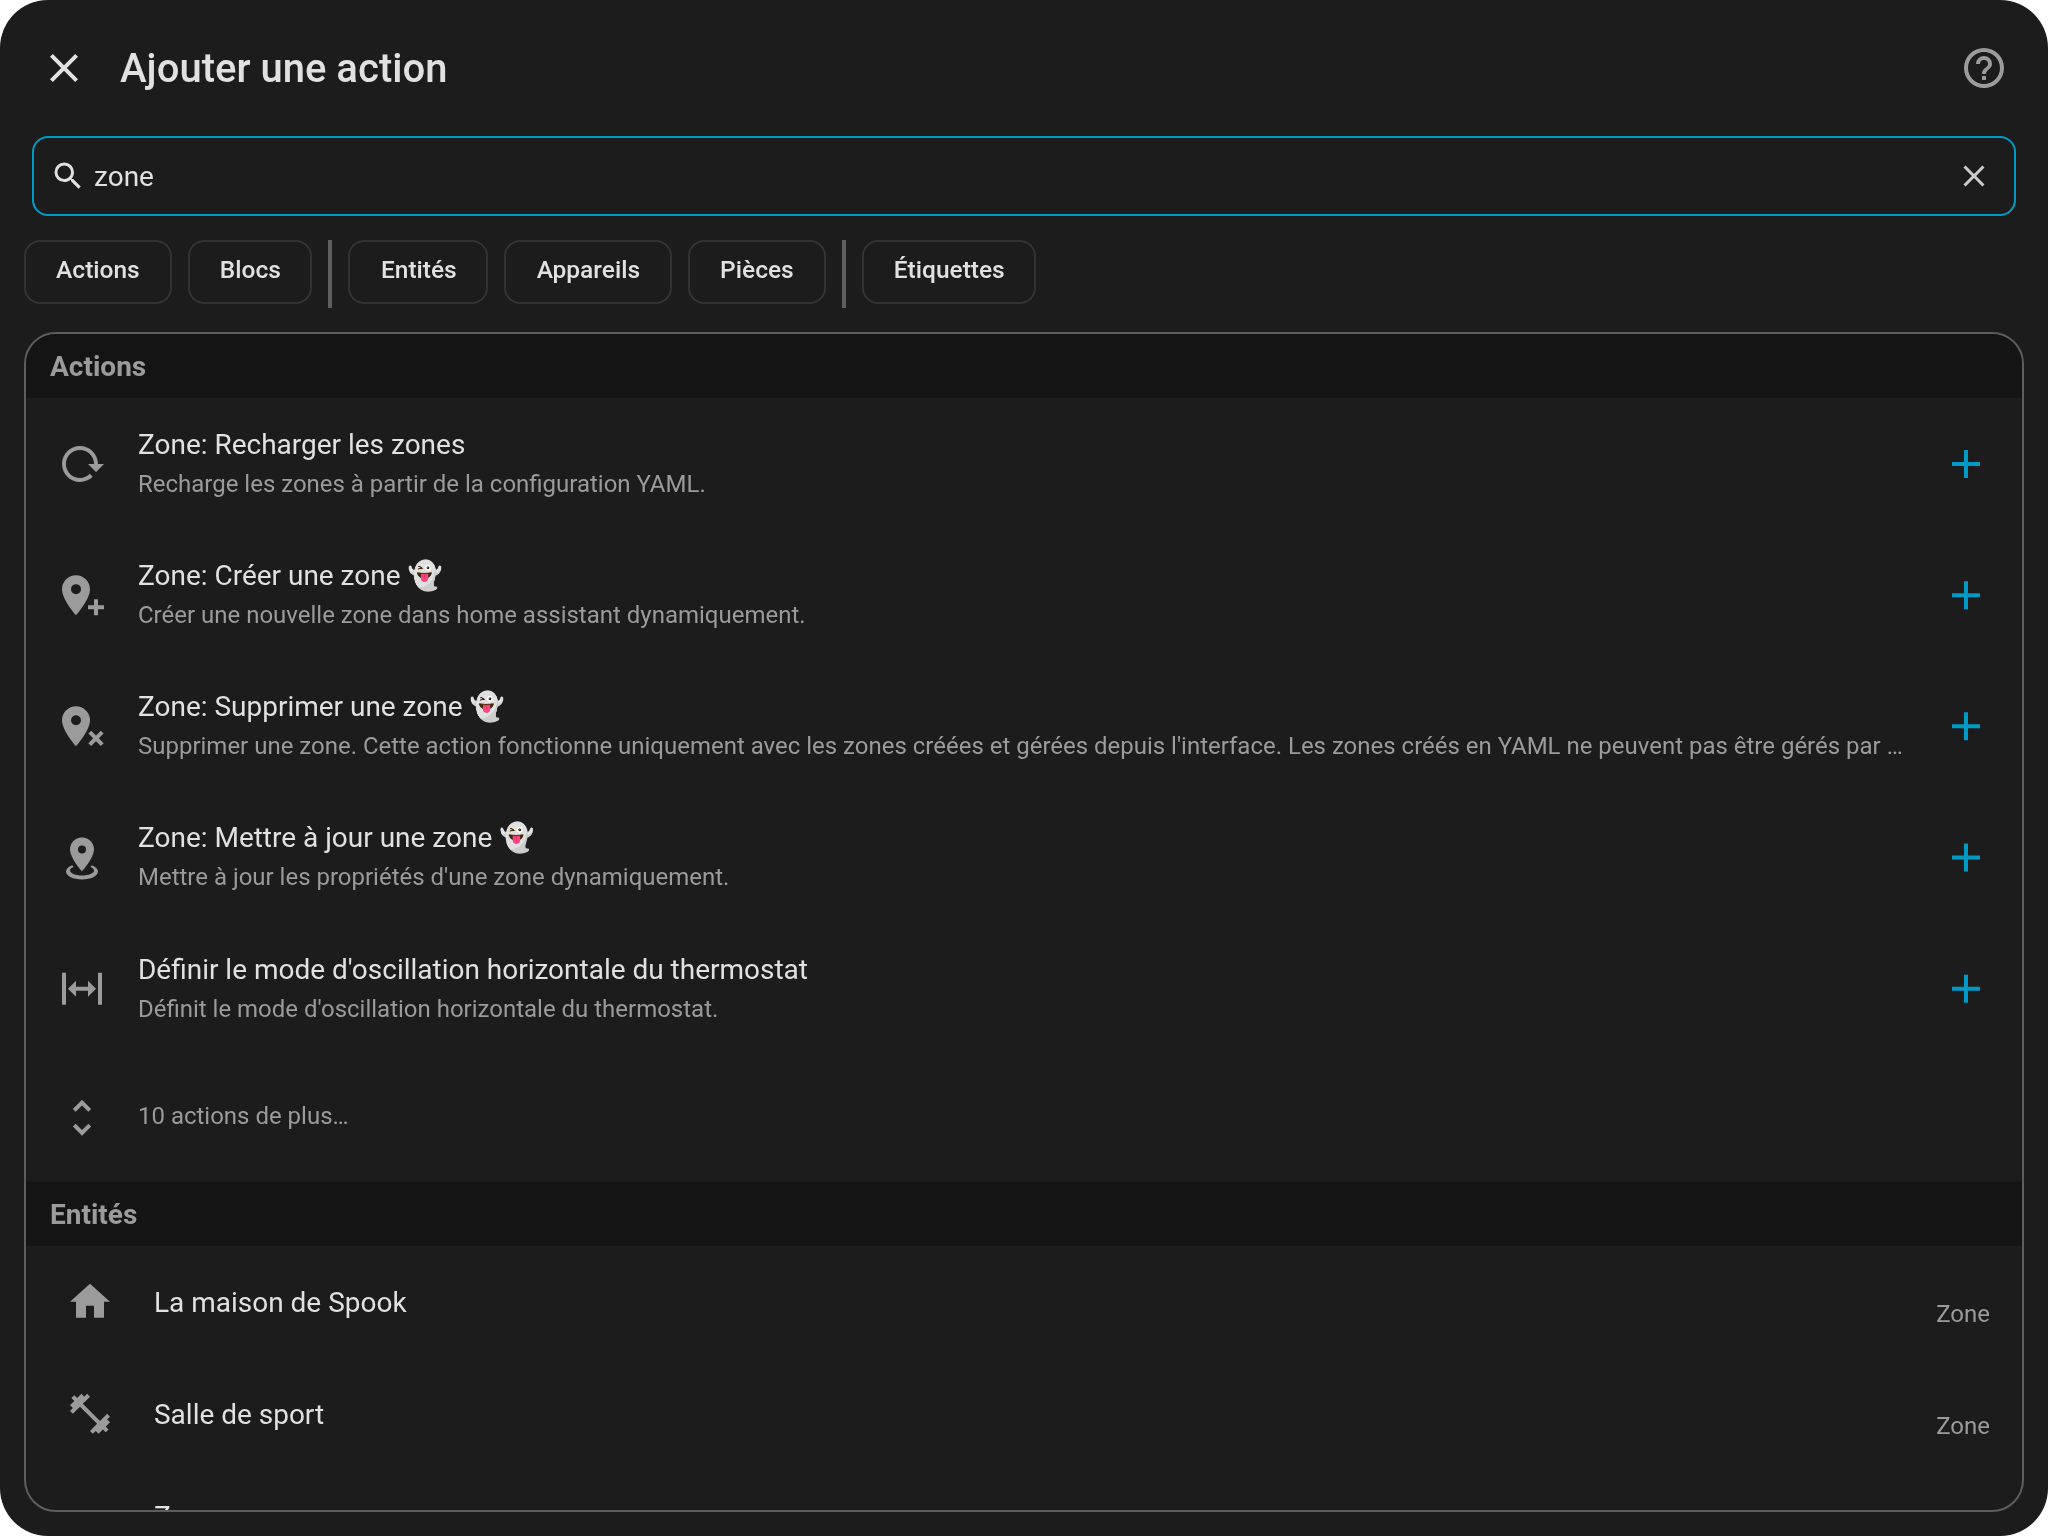 Ajouter une action
zone
Actions
Blocs
Entités
Appareils
Pièces
Étiquettes
Actions
Zone: Recharger les zones
Recharge les zones à partir de la configuration YAML.
Zone: Créer une zone 👻
Créer une nouvelle zone dans home assistant dynamiquement.
Zone: Supprimer une zone 👻
Supprimer une zone. Cette action fonctionne uniquement avec les zones créées et gérées depuis l'interface. Les zones créés en YAML ne peuvent pas être gérés par …
Zone: Mettre à jour une zone 👻
Mettre à jour les propriétés d'une zone dynamiquement.
Définir le mode d'oscillation horizontale du thermostat
Définit le mode d'oscillation horizontale du thermostat.
10 actions de plus…
Entités
La maison de Spook
Zone
Salle de sport
Zone